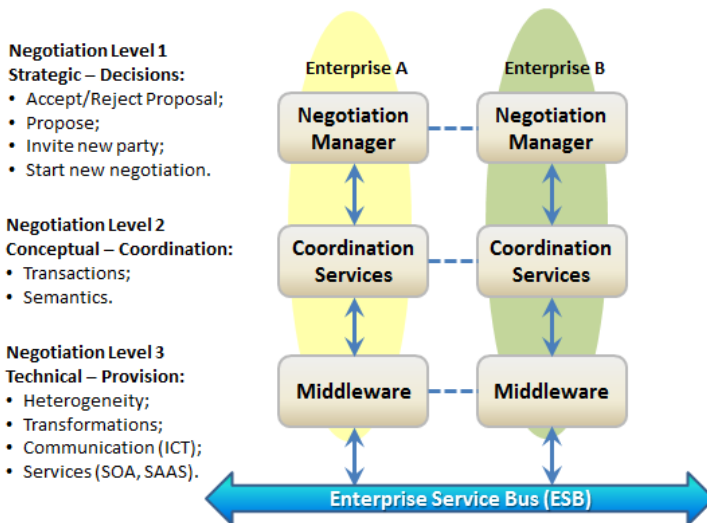 Negotiation Level 1
Strategic – Decisions:
• Accept/Reject Proposal;
• Propose;
• Invite new party;
• Start new negotiation.
Negotiation Level 2
Conceptual – Coordination:
• Transactions;
• Semantics.
Negotiation Level 3
Technical – Provision:
• Heterogeneity;
• Transformations;
• Communication (ICT);
• Services (SOA, SAAS).
Enterprise A
Negotiation
Manager
Coordination
Services
Middleware
Enterprise B
Negotiation
Manager
Coordination
Services
Middleware
Enterprise Service Bus (ESB)